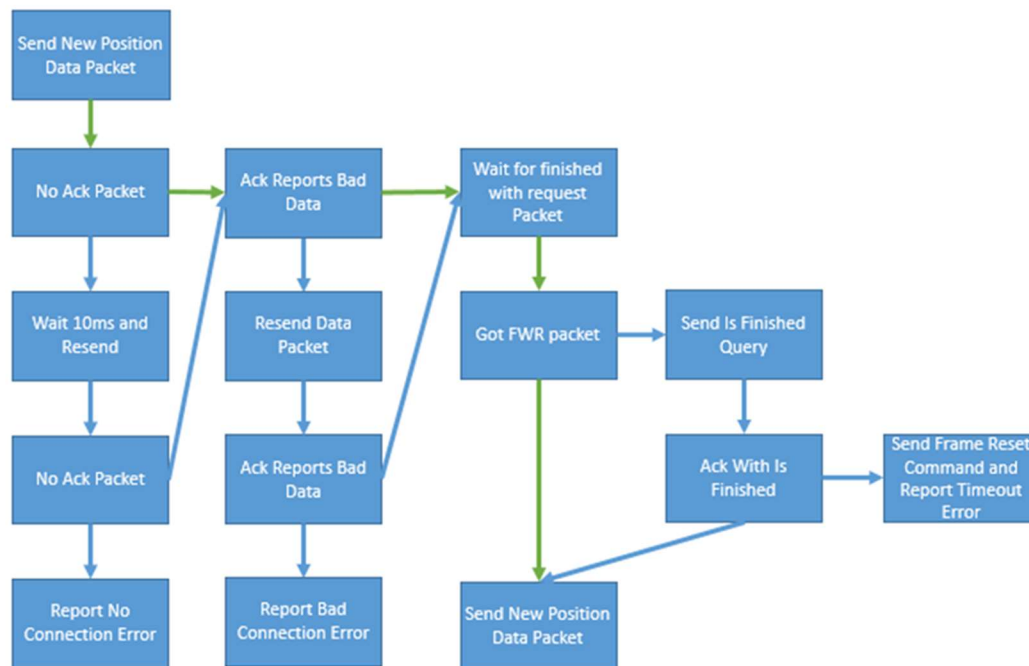 Send New Position
Data Packet
No Ack Packet
Wait 10ms and
Resend
No Ack Packet
Report No
Connection Error
Ack Reports Bad
Data
Resend Data
Packet
Ack Reports Bad
Data
Report Bad
Connection Error
Wait for finished
with request
Packet
Got FWR packet
Send Is Finished
Query
Ack With Is
Finished
Send Frame Reset
Command and
Report Timeout
Error
Send New Position
Data Packet